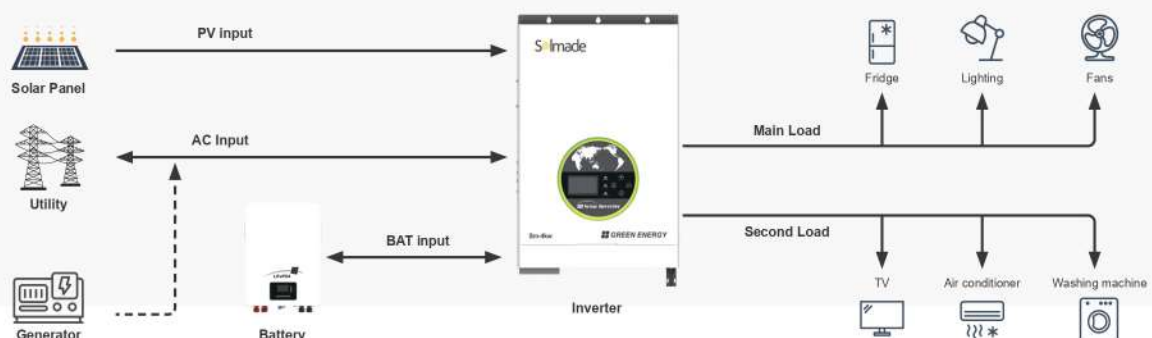 PV input
Solmade
Solar Panel
Fridge
Lighting
Fans
AC Input
Main Load
Utility
BAT input
GREEN ENERGY
Second Load
TV
Air conditioner
Washing machine
Inverter
Generator
Battery